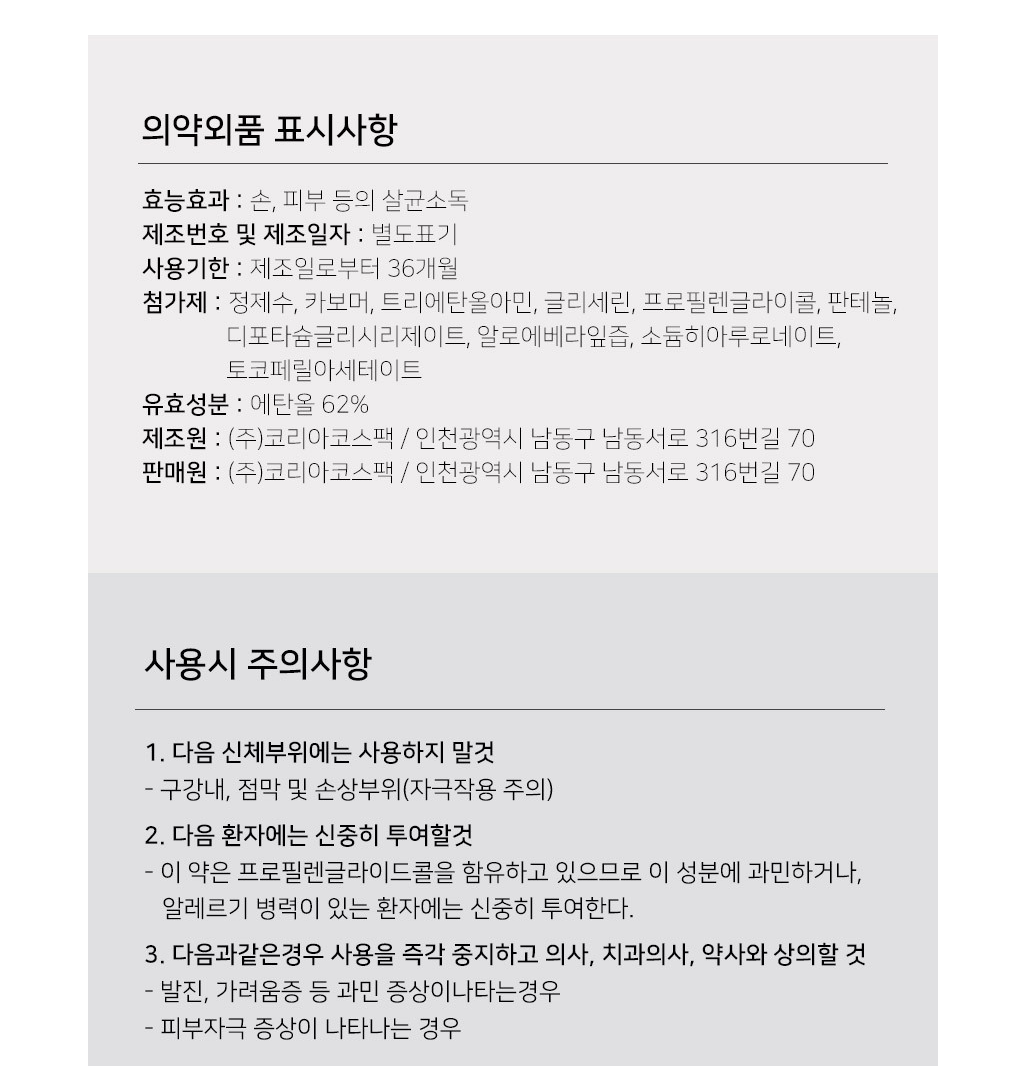 의약외품 표시사항
효능효과 : 손, 피부 등의 살균소독
제조번호 및 제조일자 : 별도표기
사용기한 : 제조일로부터 36개월
첨가제 : 정제수, 카보머, 트리에탄올아민, 글리세린, 프로필렌글라이콜, 판테놀,
디포타슘글리시리제이트, 알로에베라잎즙, 소듐히아루로네이트,
토코페릴아세테이트
유효성분 : 에탄올 62%
제조원 : (주)코리아코스팩 / 인천광역시 남동구 남동서로 316번길 70
판매원 : (주)코리아코스팩 / 인천광역시 남동구 남동서로 316번길 70
사용시 주의사항
1. 다음 신체부위에는 사용하지 말것
- 구강내, 점막 및 손상부위(자극작용 주의)
2. 다음 환자에는 신중히 투여할것
- 이 약은 프로필렌글라이드콜을 함유하고 있으므로 이 성분에 과민하거나,
알레르기 병력이 있는 환자에는 신중히 투여한다.
3. 다음과같은경우 사용을 즉각 중지하고 의사, 치과의사, 약사와 상의할 것
- 발진, 가려움증 등 과민 증상이나타는경우
- 피부자극 증상이 나타나는 경우